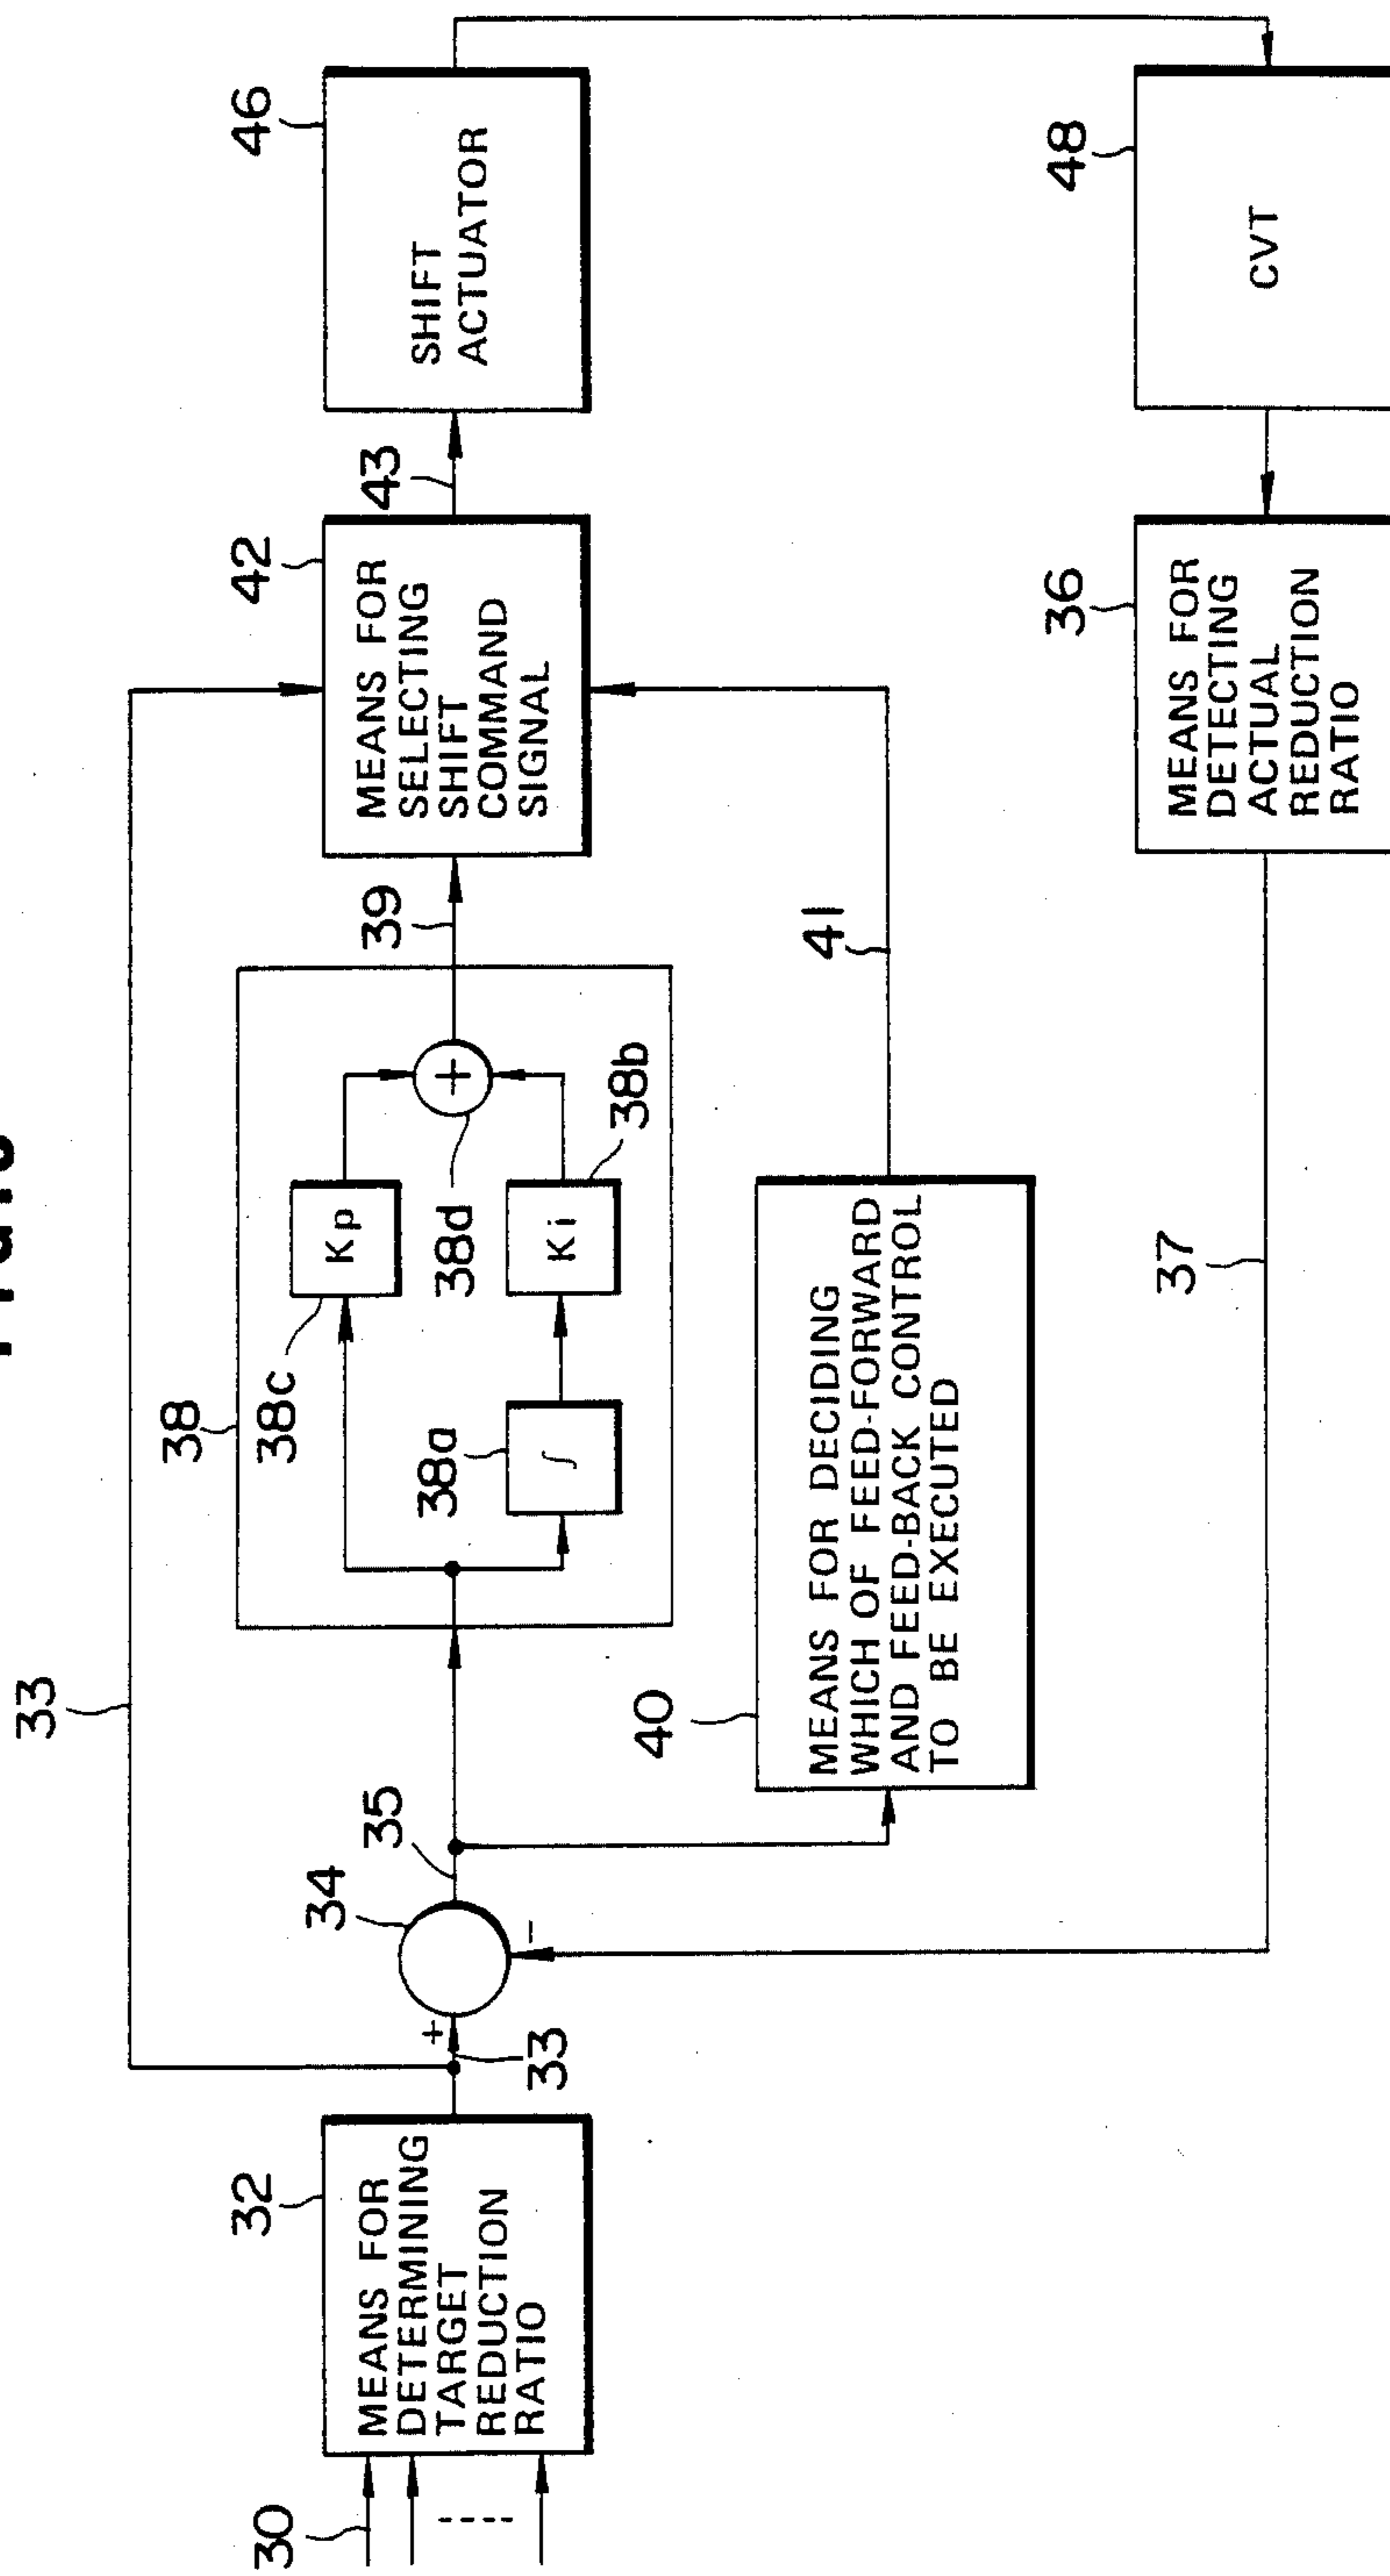 33
38
38c
Kp
38a
∫
38d
Ki
38b
+
39
42
MEANS FOR
SELECTING
SHIFT
COMMAND
SIGNAL
43
46
SHIFT
ACTUATOR
30
32
MEANS FOR
DETERMINING
TARGET
REDUCTION
RATIO
33
+
34
-
35
40
MEANS FOR DECIDING
WHICH OF FEED-FORWARD
AND FEED-BACK CONTROL
TO BE EXECUTED
41
37
36
MEANS FOR
DETECTING
ACTUAL
REDUCTION
RATIO
48
CVT